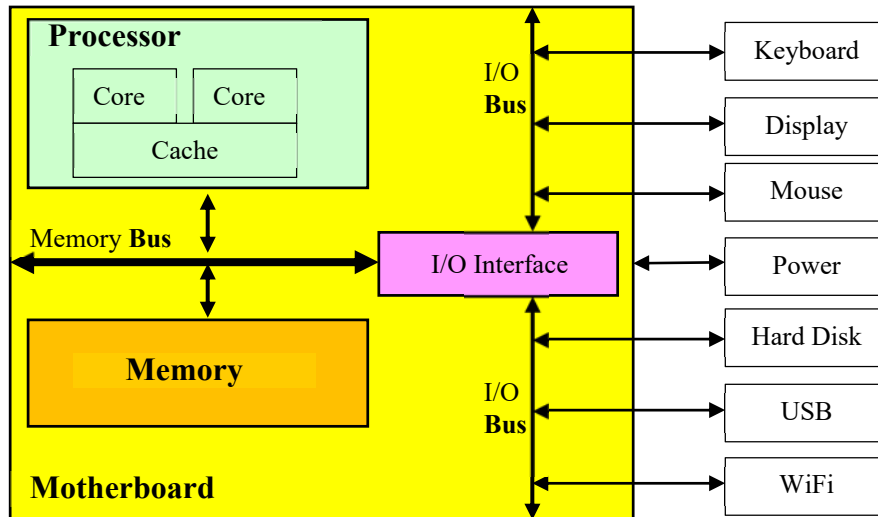 Processor
Core
Core
Cache
Memory Bus
I/O Interface
Memory
Motherboard
I/O
Bus
I/O
Bus
Keyboard
Display
Mouse
Power
Hard Disk
USB
WiFi